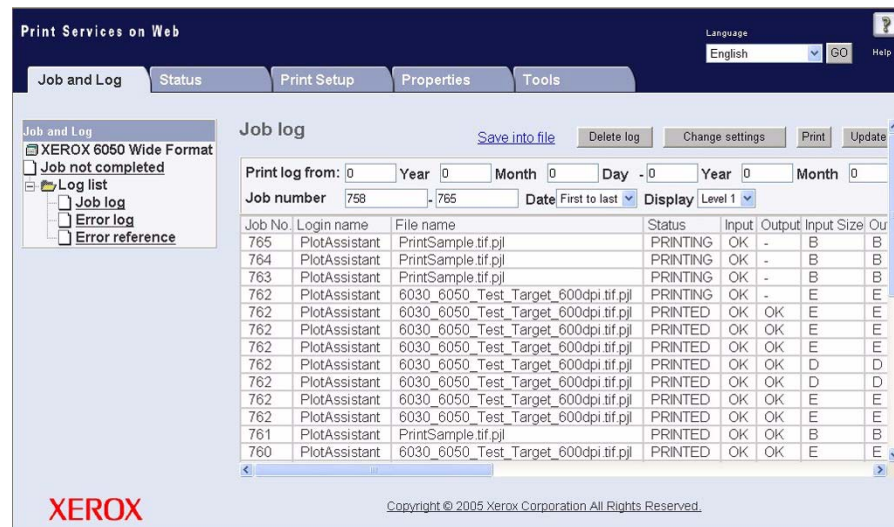 Print Services on Web
Language
English GO Help
Job and Log Status Print Setup Properties Tools
Job and Log
XEROX 6050 Wide Format
Job not completed
Log list
Job log
Error log
Error reference
Job log
Save into file Delete log Change settings Print Update
Print log from: 0 Year 0 Month 0 Day - 0 Year 0 Month 0
Job number 758 - 765 Date First to last Display Level 1
Job No. Login name File name Status Input Output Input Size Ou
765 PlotAssistant PrintSample.tif.pjl PRINTING OK - B B
764 PlotAssistant PrintSample.tif.pjl PRINTING OK - B B
763 PlotAssistant PrintSample.tif.pjl PRINTING OK - B B
762 PlotAssistant 6030_6050_Test_Target_600dpi.tif.pjl PRINTING OK - E E
762 PlotAssistant 6030_6050_Test_Target_600dpi.tif.pjl PRINTED OK OK E E
762 PlotAssistant 6030_6050_Test_Target_600dpi.tif.pjl PRINTED OK OK E E
762 PlotAssistant 6030_6050_Test_Target_600dpi.tif.pjl PRINTED OK OK E E
762 PlotAssistant 6030_6050_Test_Target_600dpi.tif.pjl PRINTED OK OK D D
762 PlotAssistant 6030_6050_Test_Target_600dpi.tif.pjl PRINTED OK OK D D
762 PlotAssistant 6030_6050_Test_Target_600dpi.tif.pjl PRINTED OK OK E E
762 PlotAssistant 6030_6050_Test_Target_600dpi.tif.pjl PRINTED OK OK E E
761 PlotAssistant PrintSample.tif.pjl PRINTED OK OK B B
760 PlotAssistant 6030_6050_Test_Target_600dpi.tif.pjl PRINTED OK OK E E
XEROX
Copyright © 2005 Xerox Corporation All Rights Reserved.